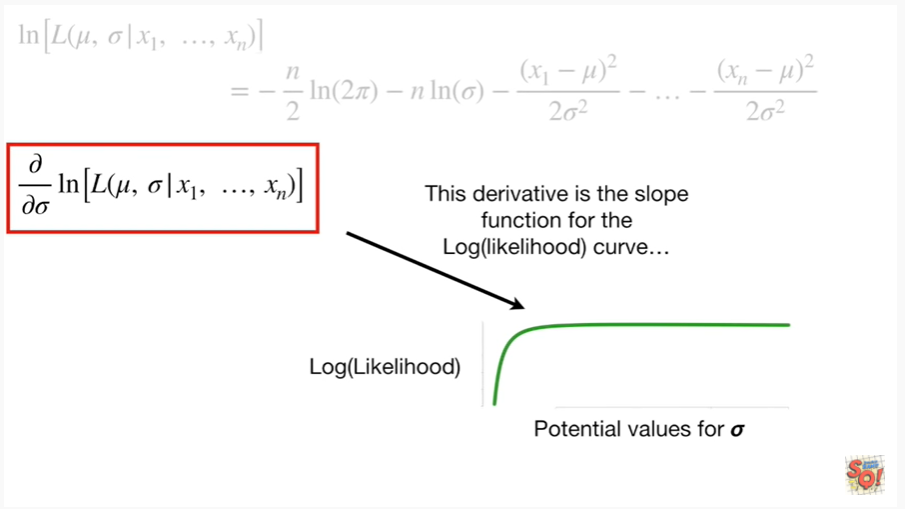 ln[L(μ, σ|x₁, …, xₙ)]
= −n/2 ln(2π) − n ln(σ) − (x₁ − μ)²/2σ² − … − (xₙ − μ)²/2σ²
∂/∂σ ln[L(μ, σ|x₁, …, xₙ)]
This derivative is the slope
function for the
Log(likelihood) curve…
Log(Likelihood)
Potential values for σ
SQ!